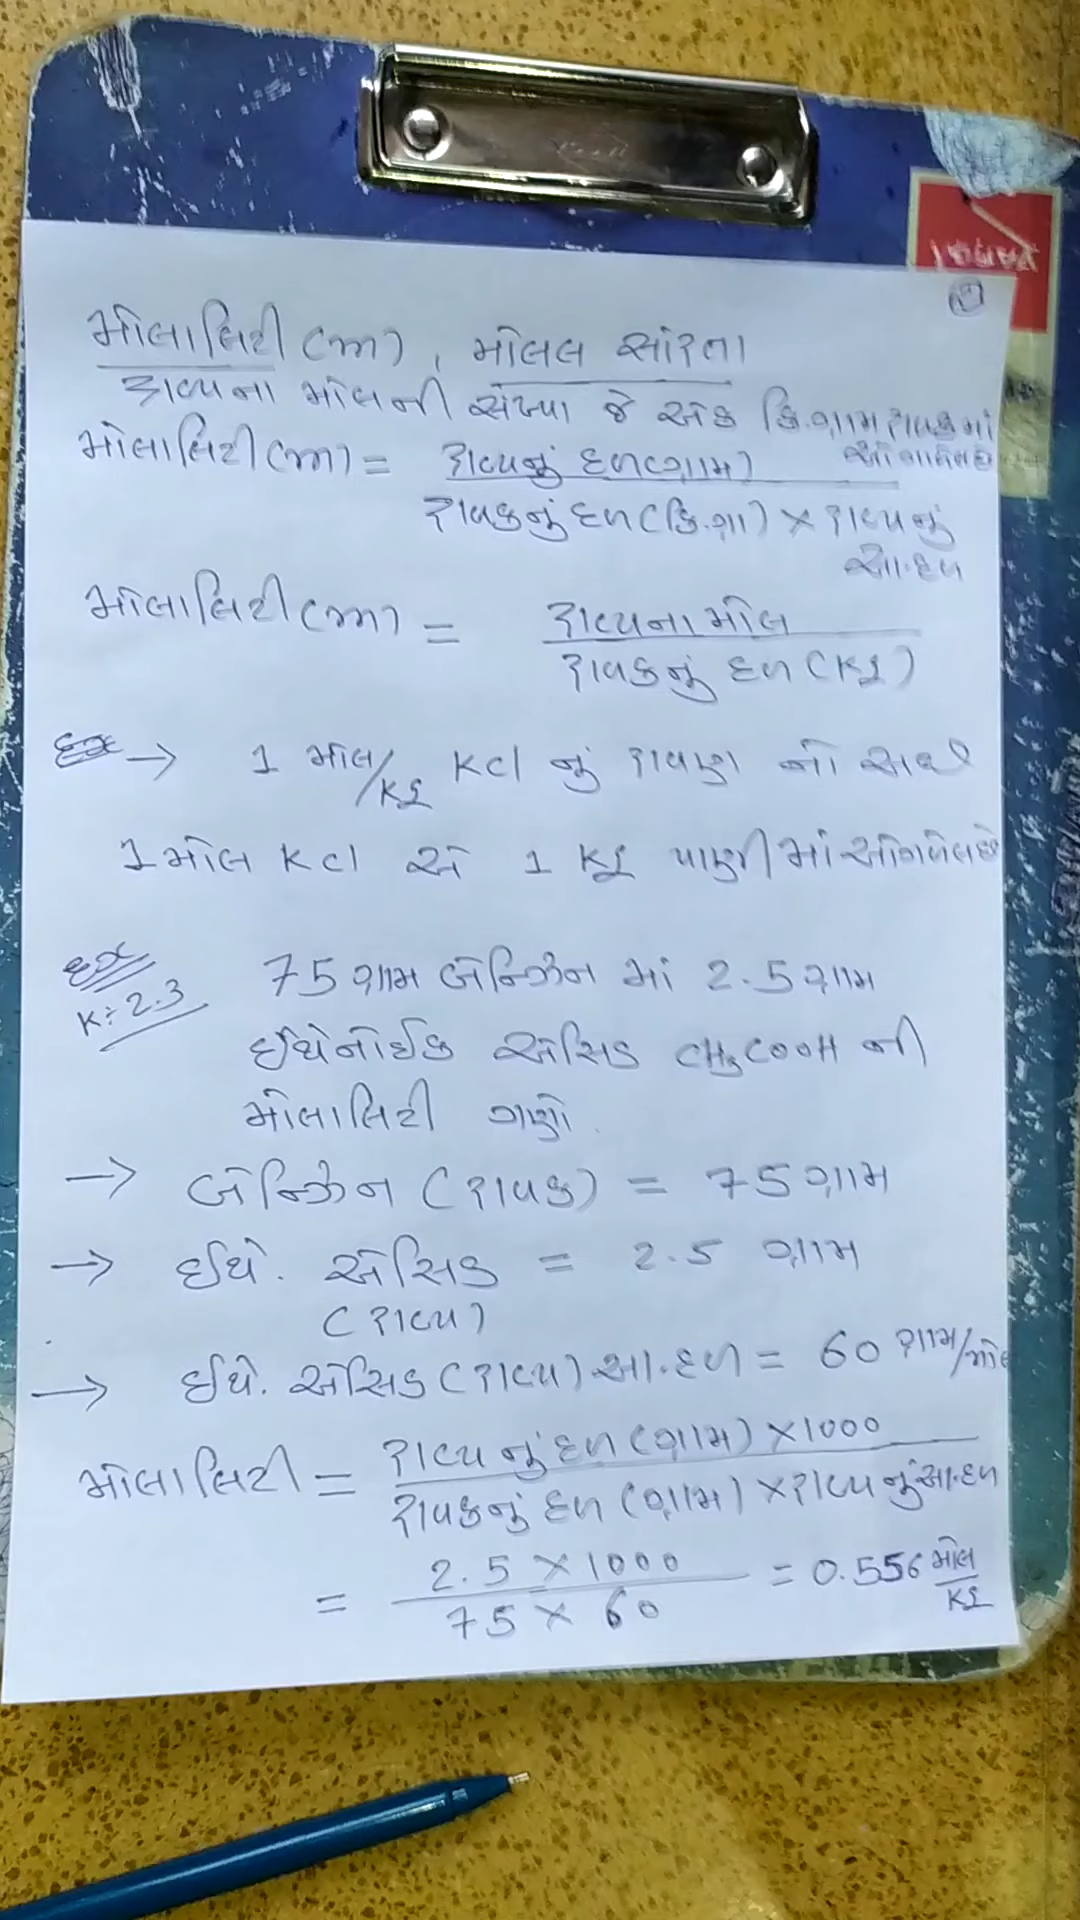 મોલાલિટી (m), મોલલ સાંદ્રતા
દ્રાવ્યના મોલની સંખ્યા જે એક કિ.ગ્રામ દ્રાવકમાં
ઓગાળેલ છે
મોલાલિટી (m) = દ્રાવ્યનું દળ (ગ્રામ)
દ્રાવકનું દળ (કિ.ગ્રા) × દ્રાવ્યનું
આ.દળ
મોલાલિટી (m) = દ્રાવ્યના મોલ
દ્રાવકનું દળ (Kg)
Ex → 1 મોલ/Kg KCl નું દ્રાવણ નો અર્થ
1 મોલ KCl એ 1 Kg પાણીમાં ઓગાળેલ છે
Ex K÷2.3 75 ગ્રામ બેન્ઝિન માં 2.5 ગ્રામ
ઈથેનોઈક એસિડ CH3COOH ની
મોલાલિટી ગણો.
→ બેન્ઝિન (દ્રાવક) = 75 ગ્રામ
→ ઈથે. એસિડ = 2.5 ગ્રામ
(દ્રાવ્ય)
→ ઈથે. એસિડ (દ્રાવ્ય) આ.દળ = 60 ગ્રામ/મોલ
મોલાલિટી = દ્રાવ્યનું દળ (ગ્રામ) × 1000
દ્રાવકનું દળ (ગ્રામ) × દ્રાવ્યનું આ.દળ
= 2.5 × 1000 = 0.556 મોલ
75 × 60 Kg